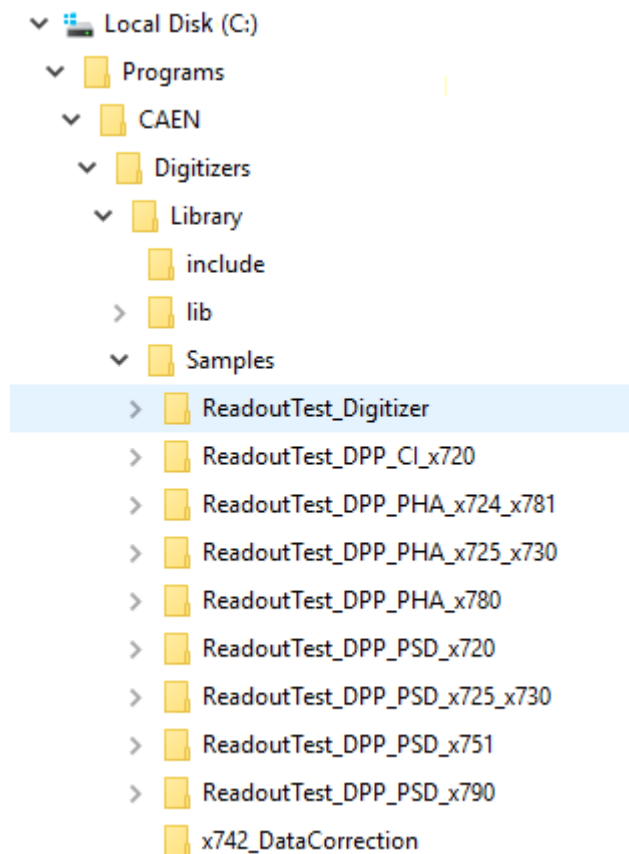 Local Disk (C:)
Programs
CAEN
Digitizers
Library
include
lib
Samples
ReadoutTest_Digitizer
ReadoutTest_DPP_CI_x720
ReadoutTest_DPP_PHA_x724_x781
ReadoutTest_DPP_PHA_x725_x730
ReadoutTest_DPP_PHA_x780
ReadoutTest_DPP_PSD_x720
ReadoutTest_DPP_PSD_x725_x730
ReadoutTest_DPP_PSD_x751
ReadoutTest_DPP_PSD_x790
x742_DataCorrection